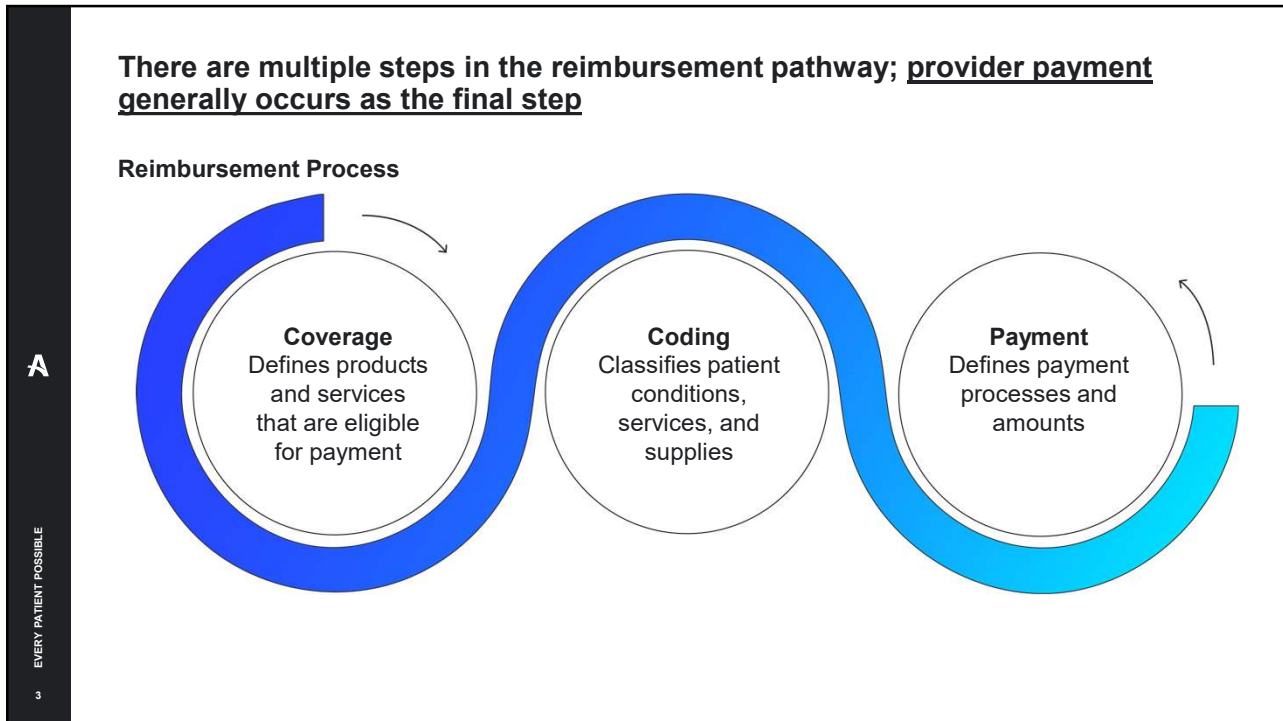 There are multiple steps in the reimbursement pathway; provider payment
generally occurs as the final step
Reimbursement Process
Coverage
Defines products
and services
that are eligible
for payment
Coding
Classifies patient
conditions,
services, and
supplies
Payment
Defines payment
processes and
amounts
A
EVERY PATIENT POSSIBLE
3